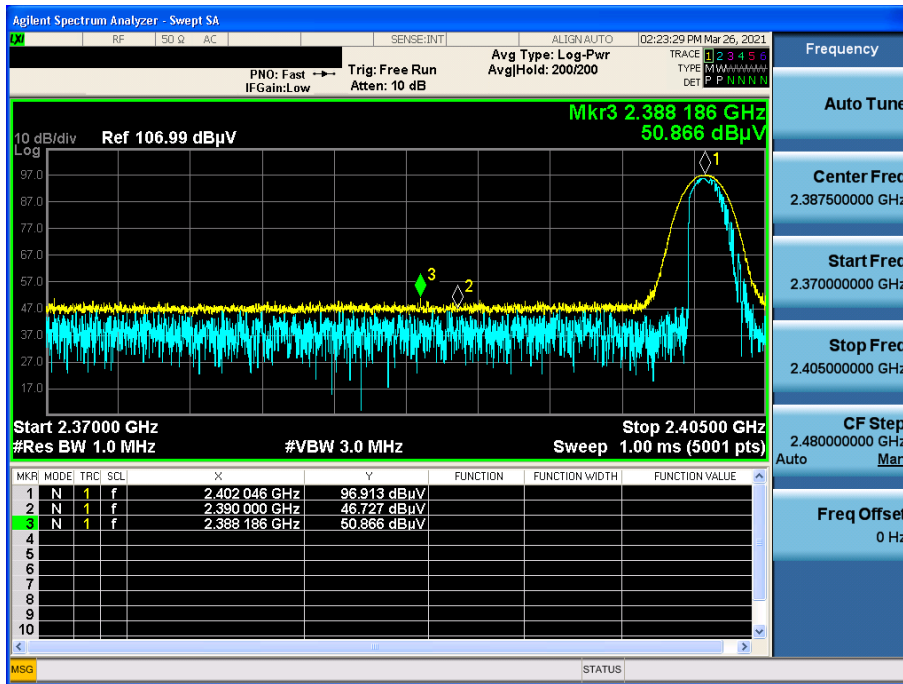 Agilent Spectrum Analyzer - Swept SA
LXI RF 50 Ω AC SENSE:INT ALIGNAUTO 02:23:29 PM Mar 26, 2021
PNO: Fast Trig: Free Run Avg Type: Log-Pwr TRACE 1 2 3 4 5 6
IFGain:Low Atten: 10 dB Avg|Hold: 200/200 TYPE M W W W W W
DET P P N N N N
Mkr3 2.388 186 GHz
50.866 dBµV
10 dB/div Ref 106.99 dBµV
Log
97.0
87.0
77.0
67.0
57.0
47.0
37.0
27.0
17.0
1
3
2
Start 2.37000 GHz Stop 2.40500 GHz
#Res BW 1.0 MHz #VBW 3.0 MHz Sweep 1.00 ms (5001 pts)
MKR MODE TRC SCL X Y FUNCTION FUNCTION WIDTH FUNCTION VALUE
1 N 1 f 2.402 046 GHz 96.913 dBµV
2 N 1 f 2.390 000 GHz 46.727 dBµV
3 N 1 f 2.388 186 GHz 50.866 dBµV
4
5
6
7
8
9
10
MSG STATUS
Frequency
Auto Tune
Center Freq
2.387500000 GHz
Start Freq
2.370000000 GHz
Stop Freq
2.405000000 GHz
CF Step
2.480000000 GHz
Auto Man
Freq Offset
0 Hz